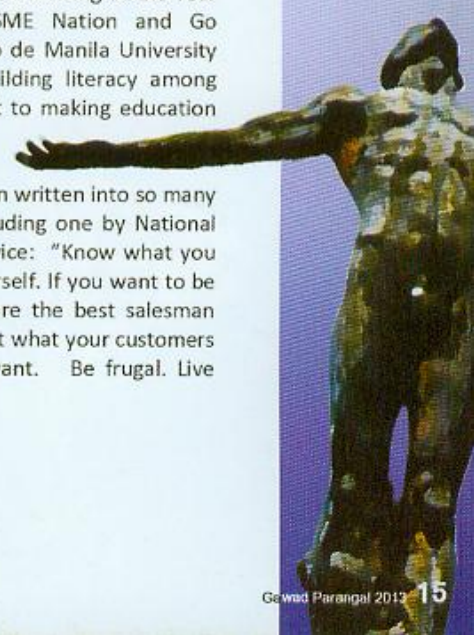 SME Nation and Go
de Manila University
ilding literacy among
to making education
n written into so many
uding one by National
ice: "Know what you
rself. If you want to be
re the best salesman
t what your customers
ant. Be frugal. Live
Gawad Parangal 2013 15